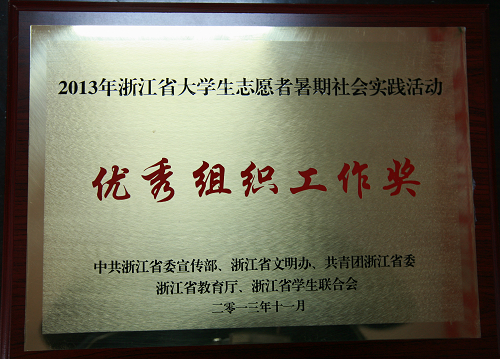 2013年浙江省大学生志愿者暑期社会实践活动
优秀组织工作奖
中共浙江省委宣传部、浙江省文明办、共青团浙江省委
浙江省教育厅、浙江省学生联合会
二零一三年十一月